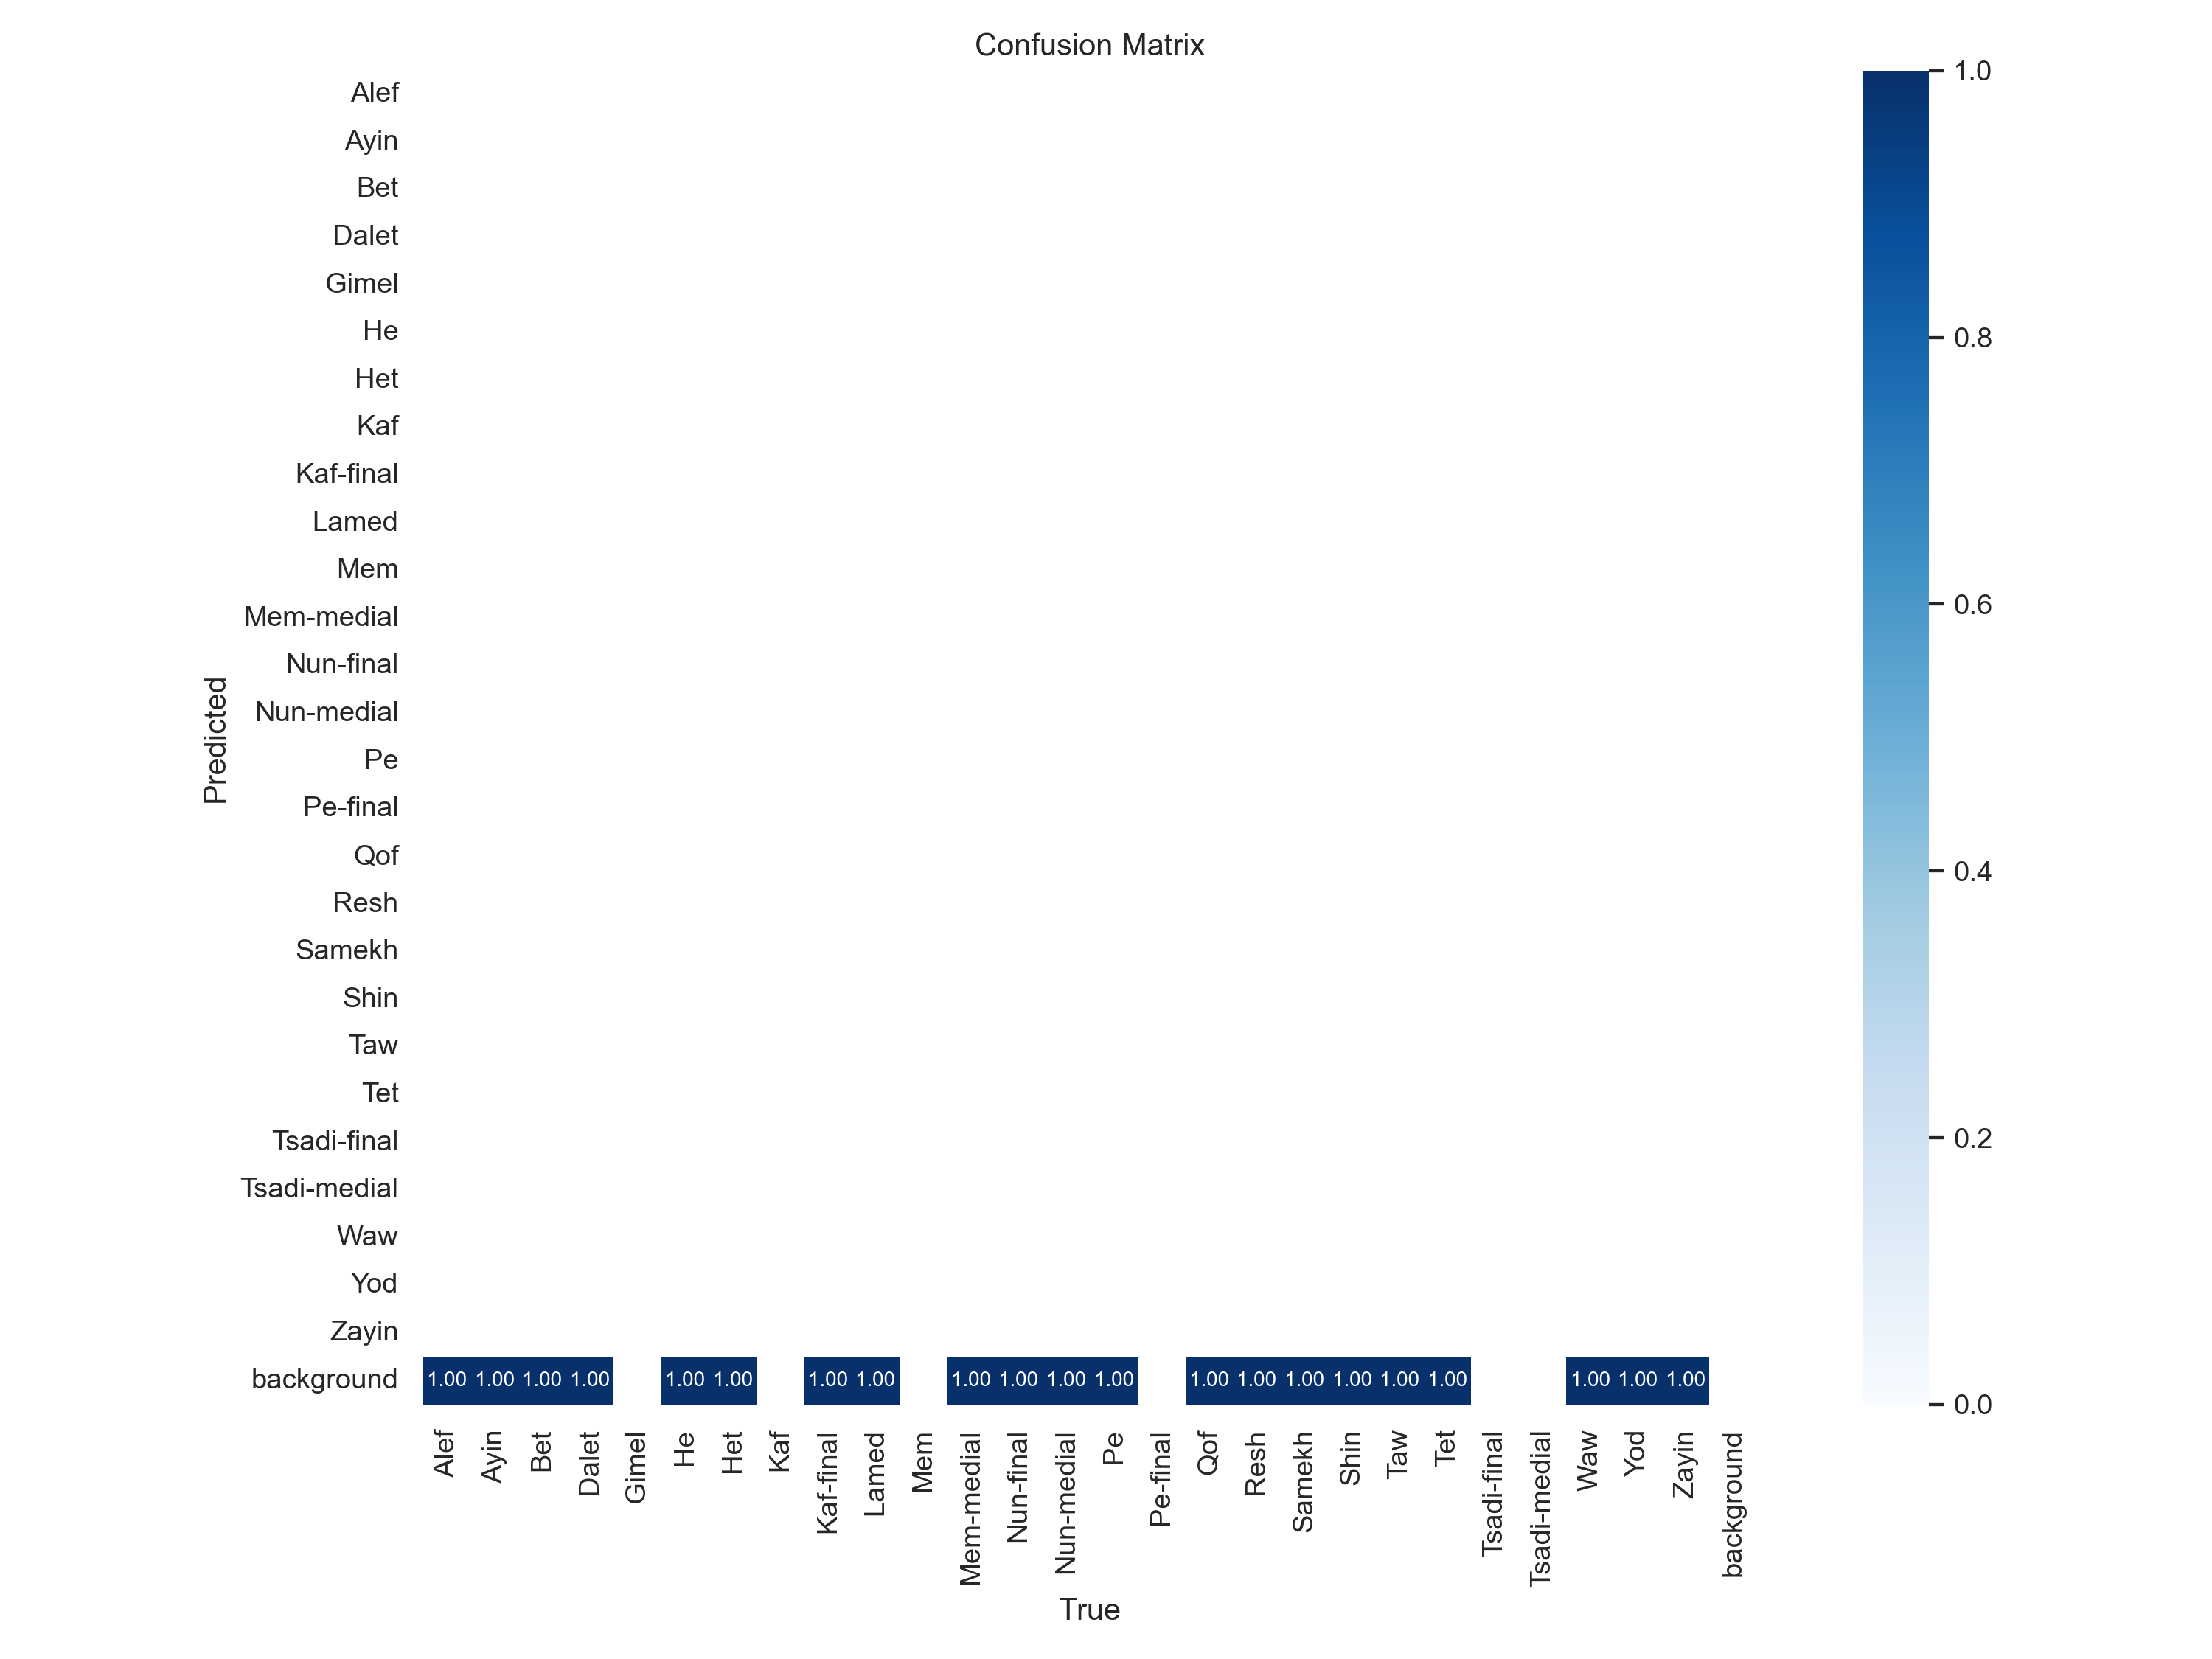 Confusion Matrix
Alef
Ayin
Bet
Dalet
Gimel
He
Het
Kaf
Kaf-final
Lamed
Mem
Mem-medial
Nun-final
Nun-medial
Pe
Pe-final
Qof
Resh
Samekh
Shin
Taw
Tet
Tsadi-final
Tsadi-medial
Waw
Yod
Zayin
background 1.00 1.00 1.00 1.00 1.00 1.00 1.00 1.00 1.00 1.00 1.00 1.00 1.00 1.00 1.00 1.00 1.00 1.00 1.00 1.00 1.00
Predicted
Alef Ayin Bet Dalet Gimel He Het Kaf Kaf-final Lamed Mem Mem-medial Nun-final Nun-medial Pe Pe-final Qof Resh Samekh Shin Taw Tet Tsadi-final Tsadi-medial Waw Yod Zayin background
True
1.0
0.8
0.6
0.4
0.2
0.0